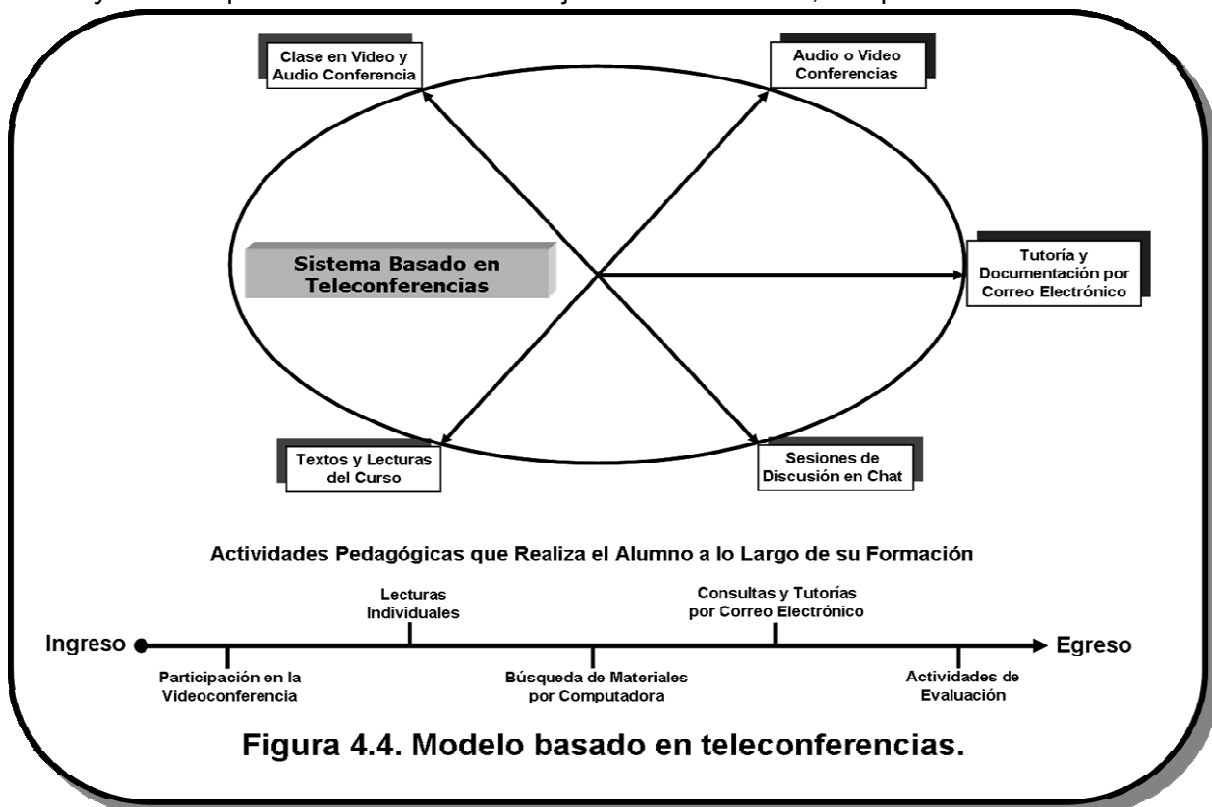 Clase en Video y
Audio Conferencia
Audio o Video
Conferencias
Sistema Basado en
Teleconferencias
Tutoría y
Documentación por
Correo Electrónico
Textos y Lecturas
del Curso
Sesiones de
Discusión en Chat
Actividades Pedagógicas que Realiza el Alumno a lo Largo de su Formación
Lecturas
Individuales
Consultas y Tutorías
por Correo Electrónico
Ingreso
Egreso
Participación en la
Videoconferencia
Búsqueda de Materiales
por Computadora
Actividades de
Evaluación
Figura 4.4. Modelo basado en teleconferencias.